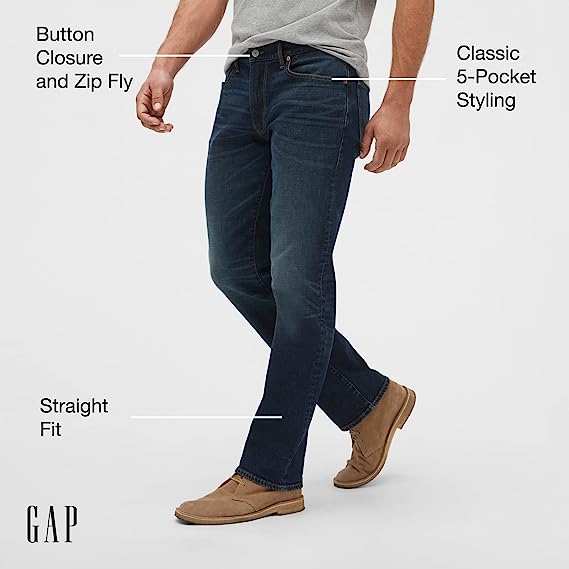 Button
Closure
and Zip Fly
Classic
5-Pocket
Styling
Straight
Fit
GAP